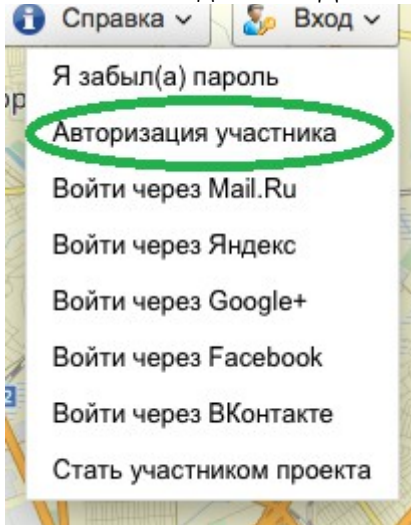 Справка Вход
Я забыл(а) пароль
Авторизация участника
Войти через Mail.Ru
Войти через Яндекс
Войти через Google+
Войти через Facebook
Войти через ВКонтакте
Стать участником проекта